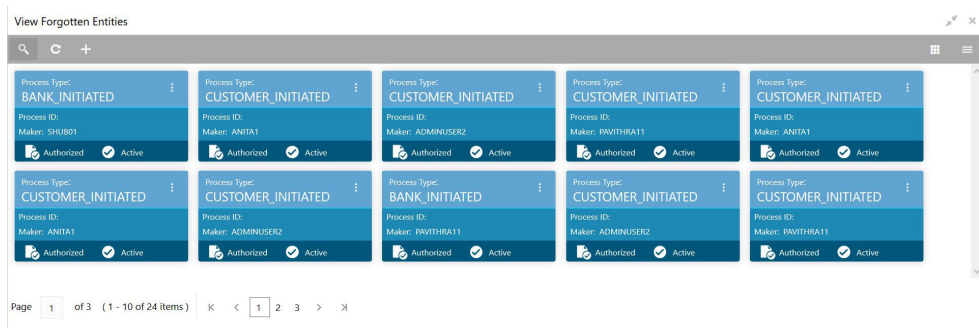 View Forgotten Entities
Process Type:
BANK_INITIATED
Process ID:
Maker: SHUB01
Authorized Active
Process Type:
CUSTOMER_INITIATED
Process ID:
Maker: ANITA1
Authorized Active
Process Type:
CUSTOMER_INITIATED
Process ID:
Maker: ADMINUSER2
Authorized Active
Process Type:
CUSTOMER_INITIATED
Process ID:
Maker: PAVITHRA11
Authorized Active
Process Type:
CUSTOMER_INITIATED
Process ID:
Maker: ANITA1
Authorized Active
Process Type:
CUSTOMER_INITIATED
Process ID:
Maker: ANITA1
Authorized Active
Process Type:
CUSTOMER_INITIATED
Process ID:
Maker: ADMINUSER2
Authorized Active
Process Type:
BANK_INITIATED
Process ID:
Maker: PAVITHRA11
Authorized Active
Process Type:
CUSTOMER_INITIATED
Process ID:
Maker: ADMINUSER2
Authorized Active
Process Type:
CUSTOMER_INITIATED
Process ID:
Maker: PAVITHRA11
Authorized Active
Page 1 of 3 (1 - 10 of 24 items) 1 2 3